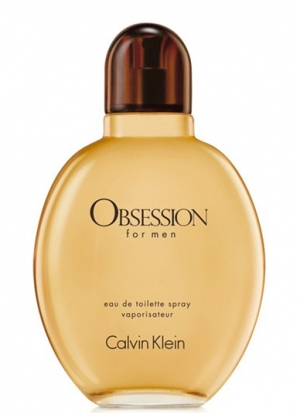 OBSESSION
for men
eau de toilette spray
vaporisateur
Calvin Klein